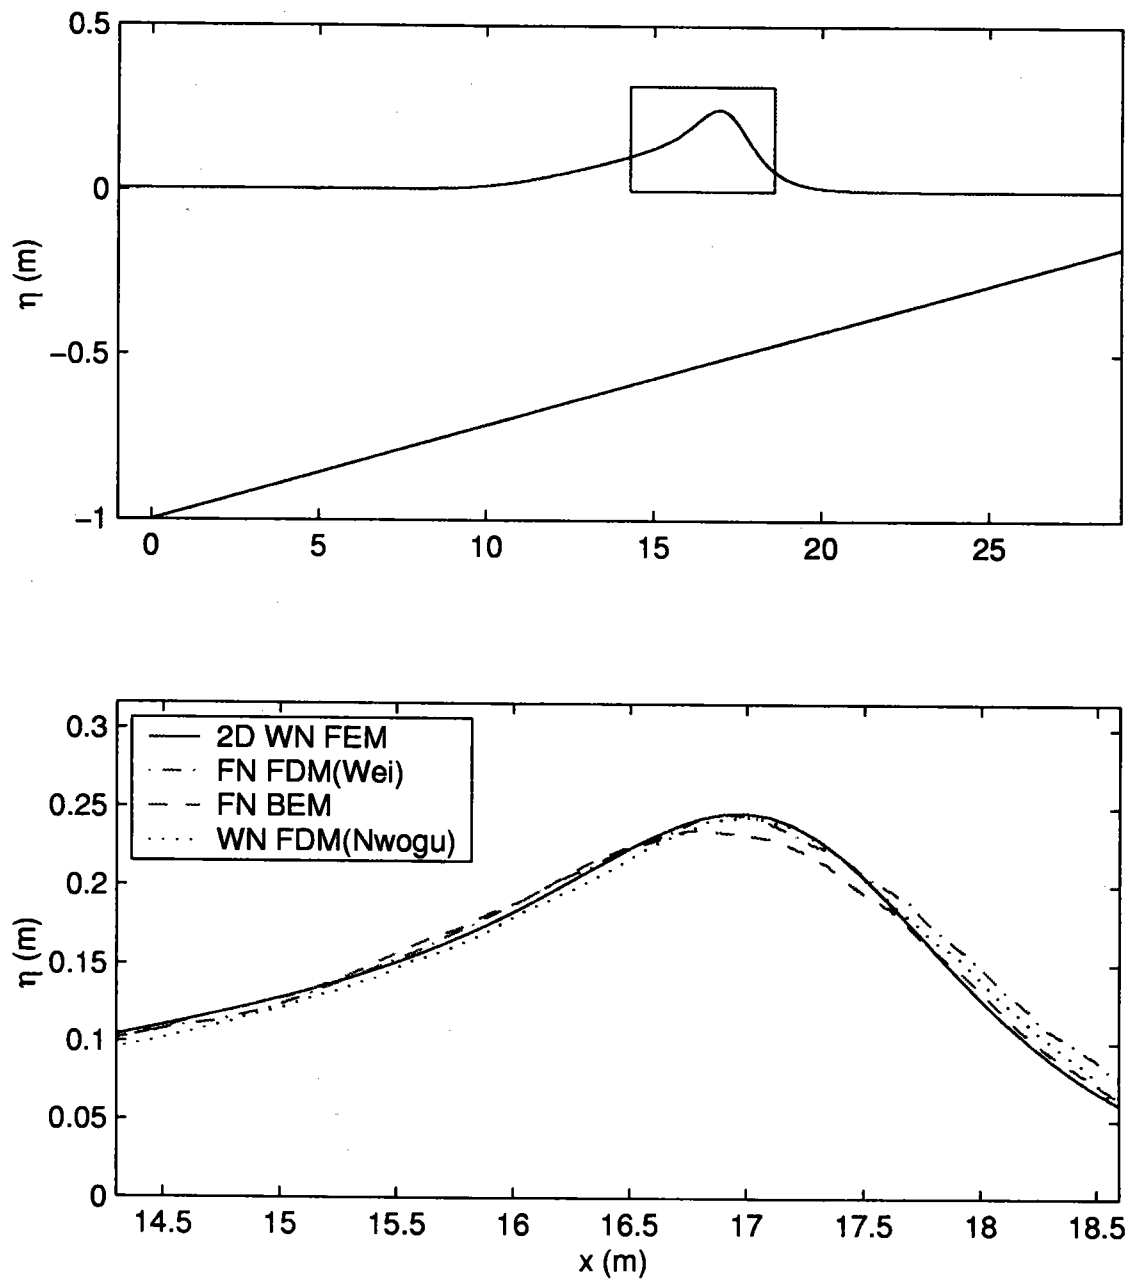 0.5
0
−0.5
−1
η (m)
0 5 10 15 20 25
0.3
0.25
0.2
0.15
0.1
0.05
0
η (m)
2D WN FEM
FN FDM(Wei)
FN BEM
WN FDM(Nwogu)
14.5 15 15.5 16 16.5 17 17.5 18 18.5
x (m)